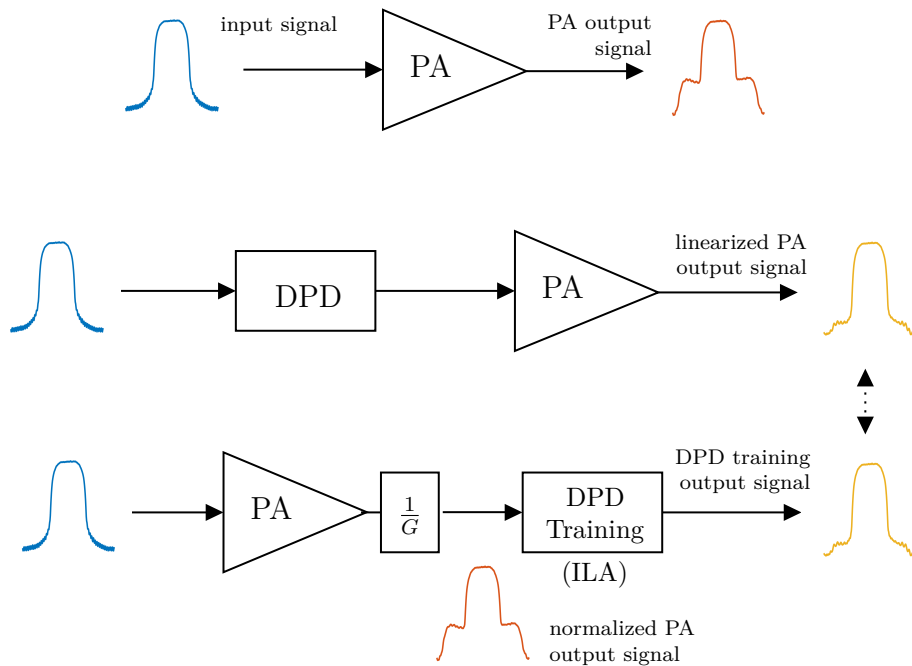 input signal
PA
PA output
signal
DPD
PA
linearized PA
output signal
PA
1
G
DPD
Training
(ILA)
DPD training
output signal
normalized PA
output signal